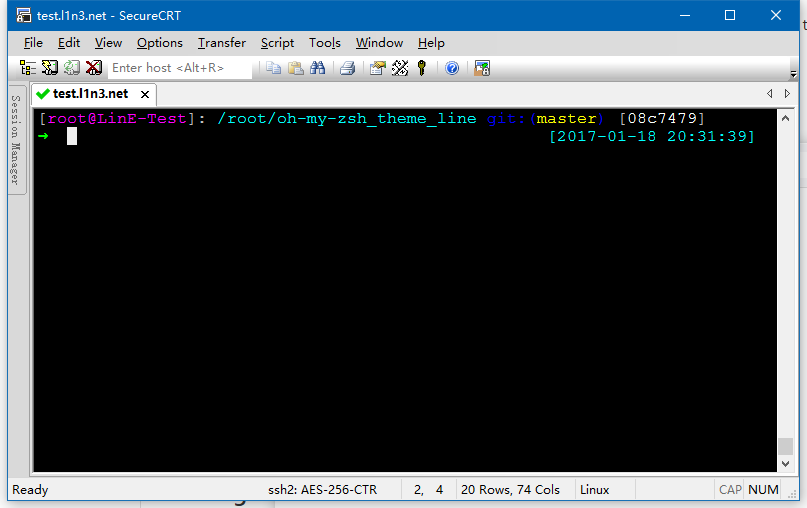 test.l1n3.net - SecureCRT
File Edit View Options Transfer Script Tools Window Help
Enter host <Alt+R>
Session Manager
test.l1n3.net
[root@LinE-Test]: /root/oh-my-zsh_theme_line git:(master) [08c7479]
➜ [2017-01-18 20:31:39]
Ready ssh2: AES-256-CTR 2, 4 20 Rows, 74 Cols Linux CAP NUM